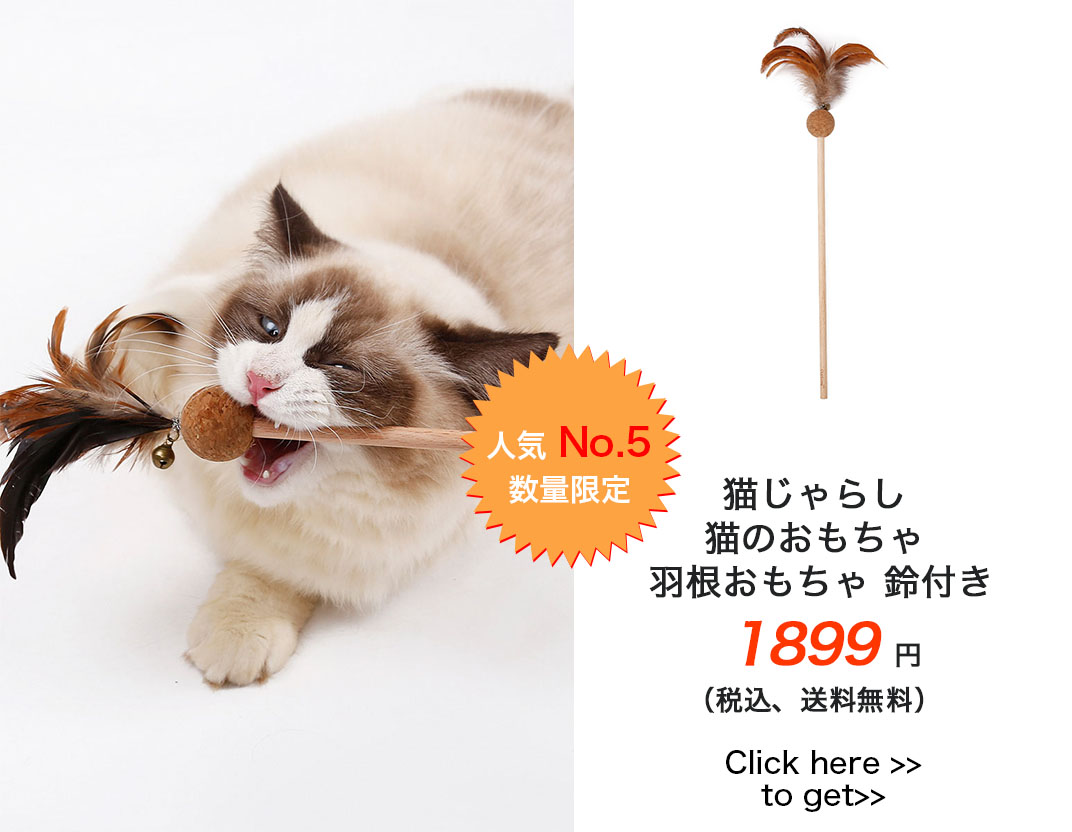 人気 No.5
数量限定
猫じゃらし
猫のおもちゃ
羽根おもちゃ 鈴付き
1899 円
（税込、送料無料）
Click here >>
to get>>